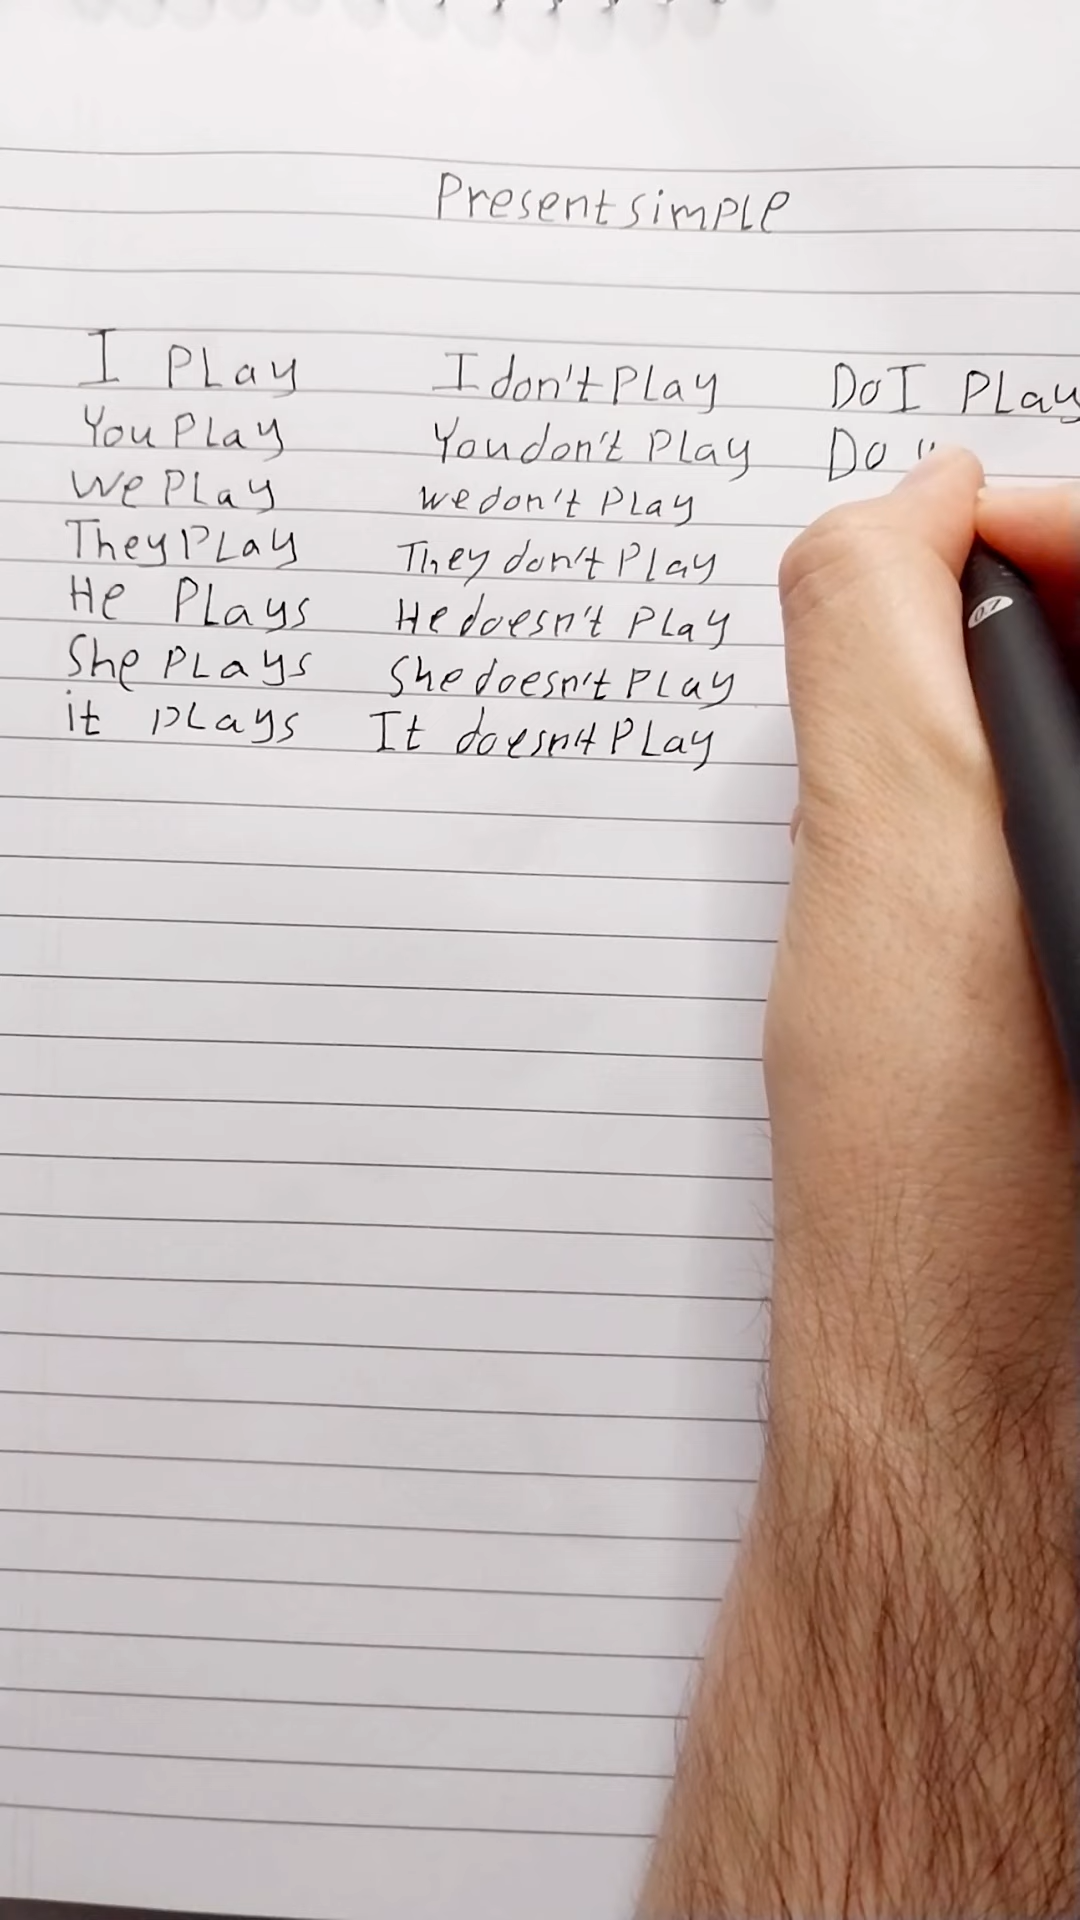 Present simple
I Play I don't Play Do I Play
You Play You don't Play Do
we Play we don't Play
They Play They don't Play
He Plays He doesn't Play
She Plays She doesn't Play
it plays It doesn't Play
0.7